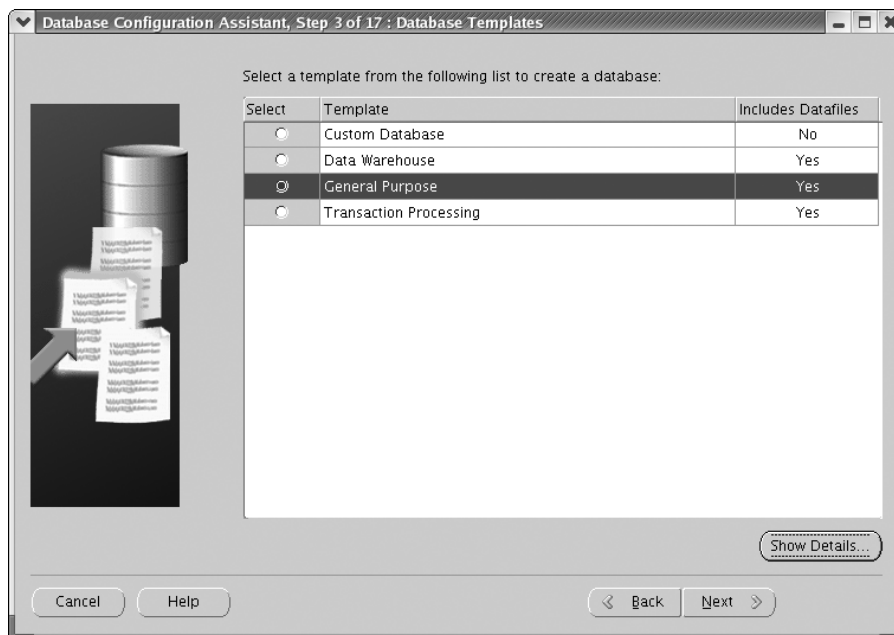 Database Configuration Assistant, Step 3 of 17 : Database Templates
Select a template from the following list to create a database:
Select Template Includes Datafiles
Custom Database No
Data Warehouse Yes
General Purpose Yes
Transaction Processing Yes
Show Details...
Cancel Help Back Next